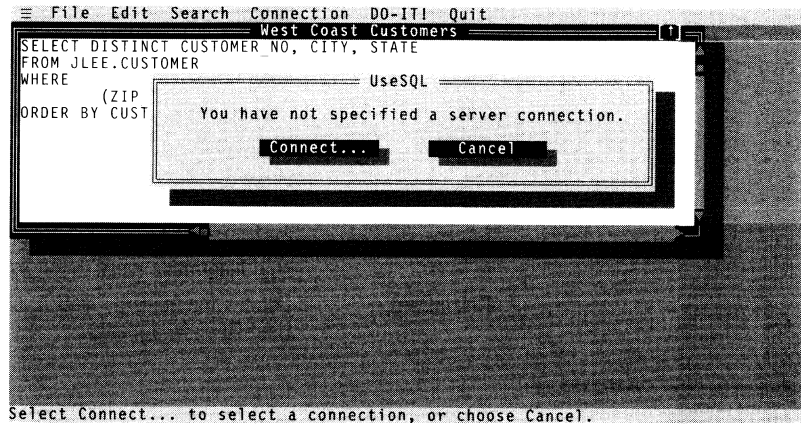 ≡ File Edit Search Connection DO-IT! Quit
West Coast Customers [↑]
SELECT DISTINCT CUSTOMER_NO, CITY, STATE
FROM JLEE.CUSTOMER
WHERE
(ZIP
ORDER BY CUST
UseSQL
You have not specified a server connection.
Connect... Cancel
Select Connect... to select a connection, or choose Cancel.